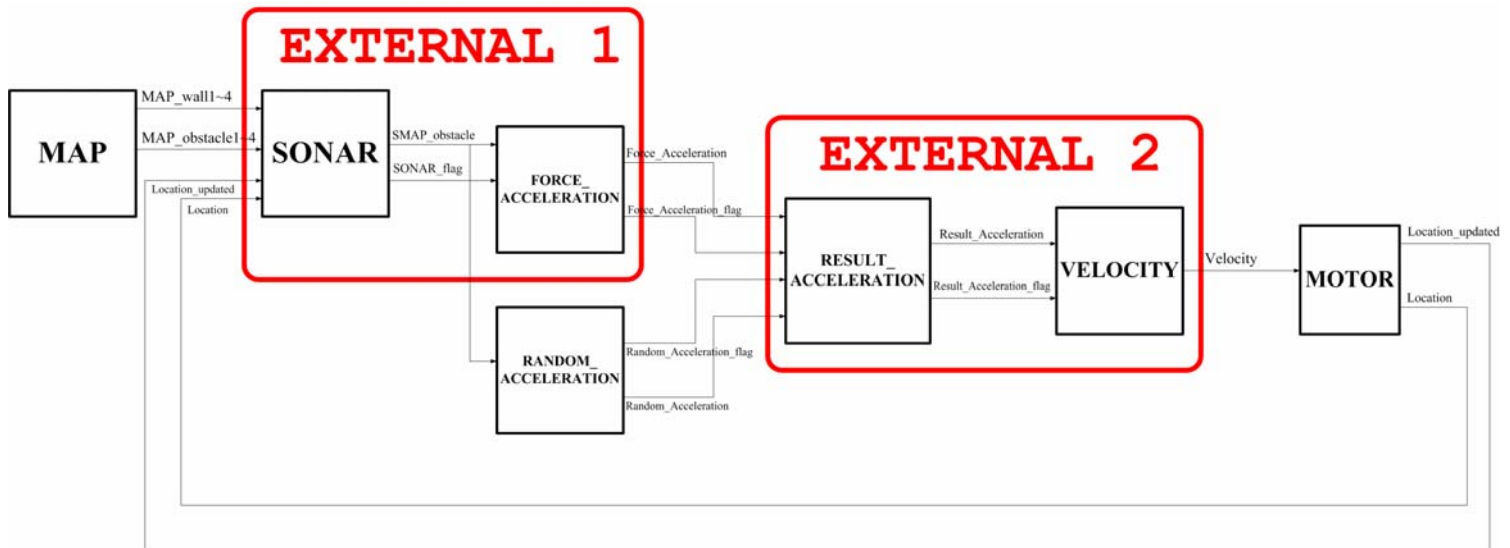 EXTERNAL 1
MAP_wall1~4
MAP_obstacle1~4
MAP
SONAR
Location_updated
Location
SMAP_obstacle
SONAR_flag
FORCE_
ACCELERATION
Force_Acceleration
Force_Acceleration_flag
RANDOM_
ACCELERATION
Random_Acceleration_flag
Random_Acceleration
EXTERNAL 2
RESULT_
ACCELERATION
Result_Acceleration
Result_Acceleration_flag
VELOCITY
Velocity
MOTOR
Location_updated
Location